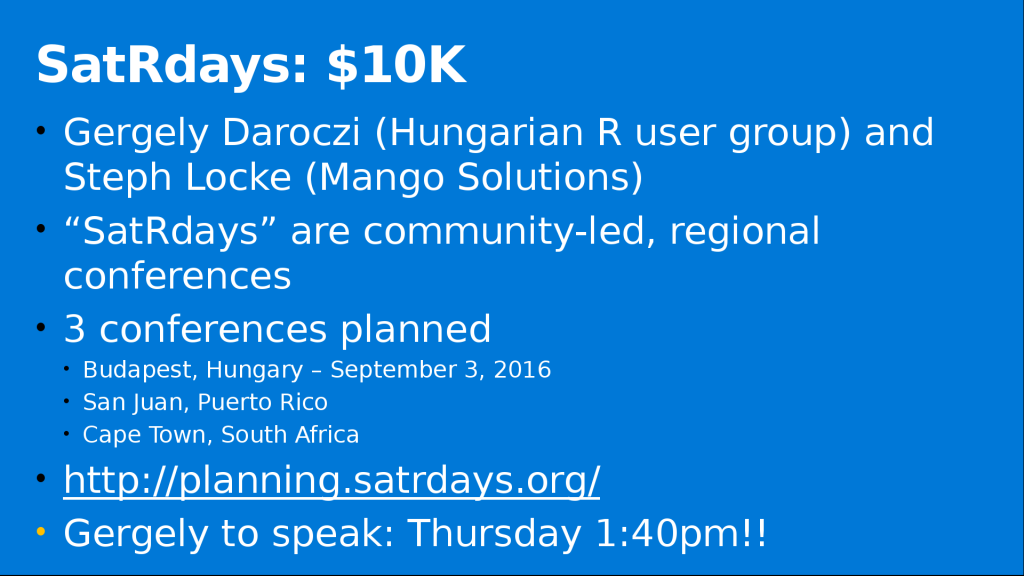 SatRdays: $10K
• Gergely Daroczi (Hungarian R user group) and
Steph Locke (Mango Solutions)
• “SatRdays” are community-led, regional
conferences
• 3 conferences planned
• Budapest, Hungary – September 3, 2016
• San Juan, Puerto Rico
• Cape Town, South Africa
• http://planning.satrdays.org/
• Gergely to speak: Thursday 1:40pm!!